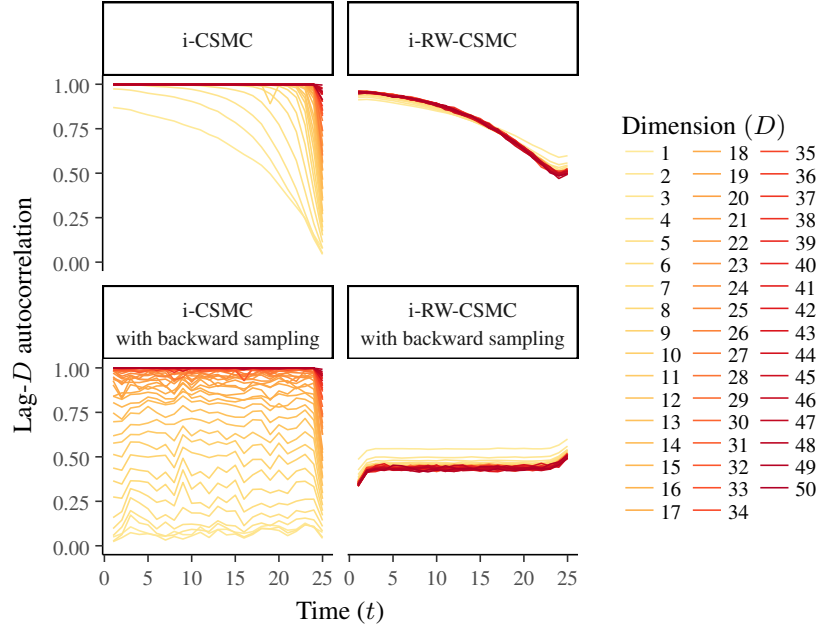 i-CSMC
i-RW-CSMC
1.00
0.75
0.50
0.25
0.00
i-CSMC
with backward sampling
i-RW-CSMC
with backward sampling
1.00
0.75
0.50
0.25
0.00
0 5 10 15 20 25
0 5 10 15 20 25
Time (t)
Lag-D autocorrelation
Dimension (D)
1 18 35
2 19 36
3 20 37
4 21 38
5 22 39
6 23 40
7 24 41
8 25 42
9 26 43
10 27 44
11 28 45
12 29 46
13 30 47
14 31 48
15 32 49
16 33 50
17 34